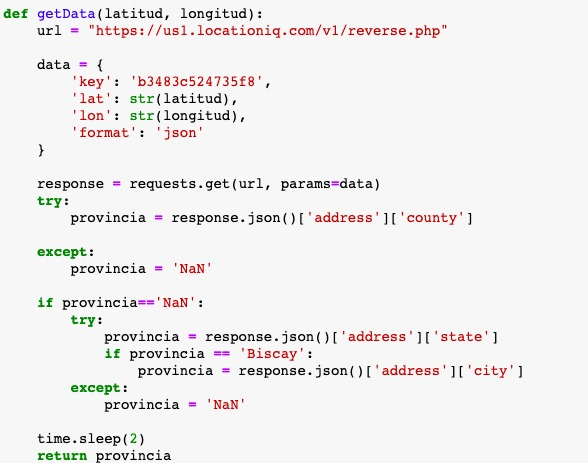 def getData(latitud, longitud):
    url = "https://us1.locationiq.com/v1/reverse.php"

    data = {
        'key': 'b3483c524735f8',
        'lat': str(latitud),
        'lon': str(longitud),
        'format': 'json'
    }

    response = requests.get(url, params=data)
    try:
        provincia = response.json()['address']['county']

    except:
        provincia = 'NaN'

    if provincia=='NaN':
        try:
            provincia = response.json()['address']['state']
            if provincia == 'Biscay':
                provincia = response.json()['address']['city']
        except:
            provincia = 'NaN'

    time.sleep(2)
    return provincia